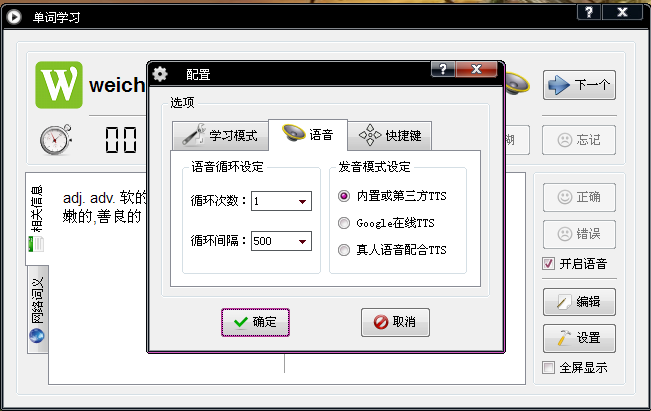 单词学习
weich
下一个
00
忘记
相关信息
网络词义
adj. adv. 软的
嫩的,善良的
正确
错误
开启语音
编辑
设置
全屏显示
配置
选项
学习模式
语音
快捷键
语音循环设定
循环次数：1
循环间隔：500
发音模式设定
内置或第三方TTS
Google在线TTS
真人语音配合TTS
确定
取消